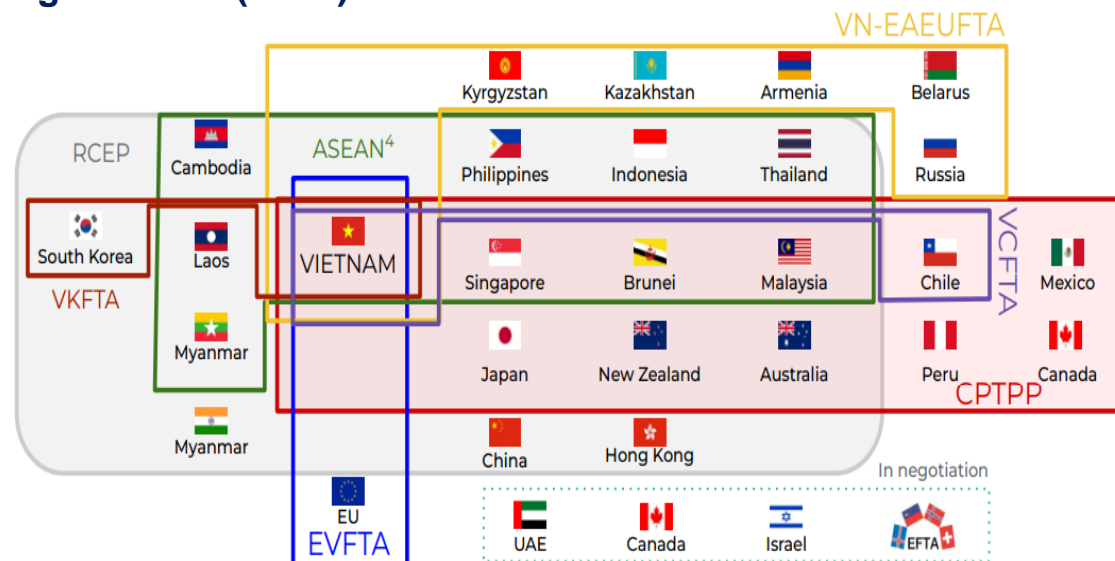 VN-EAEUFTA
Kyrgyzstan
Kazakhstan
Armenia
Belarus
RCEP
Cambodia
ASEAN4
Philippines
Indonesia
Thailand
Russia
South Korea
Laos
VIETNAM
Singapore
Brunei
Malaysia
Chile
VCFTA
Mexico
VKFTA
Myanmar
Japan
New Zealand
Australia
Peru
Canada
CPTPP
Myanmar
China
Hong Kong
In negotiation
EU
EVFTA
UAE
Canada
Israel
EFTA